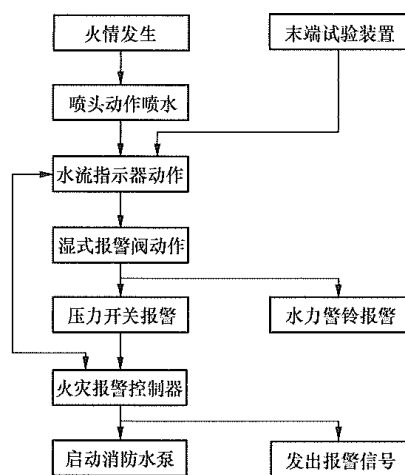 火情发生
末端试验装置
喷头动作喷水
水流指示器动作
湿式报警阀动作
压力开关报警
水力警铃报警
火灾报警控制器
启动消防水泵
发出报警信号